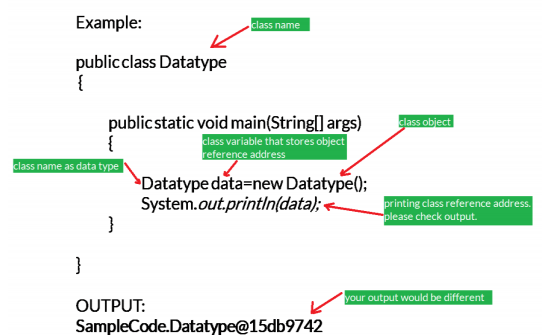 Example:
class name
public class Datatype
{
public static void main(String[] args)
class object
{
class variable that stores object
reference address
class name as data type
Datatype data=new Datatype();
System.out.println(data);
printing class reference address.
please check output.
}
}
your output would be different
OUTPUT:
SampleCode.Datatype@15db9742